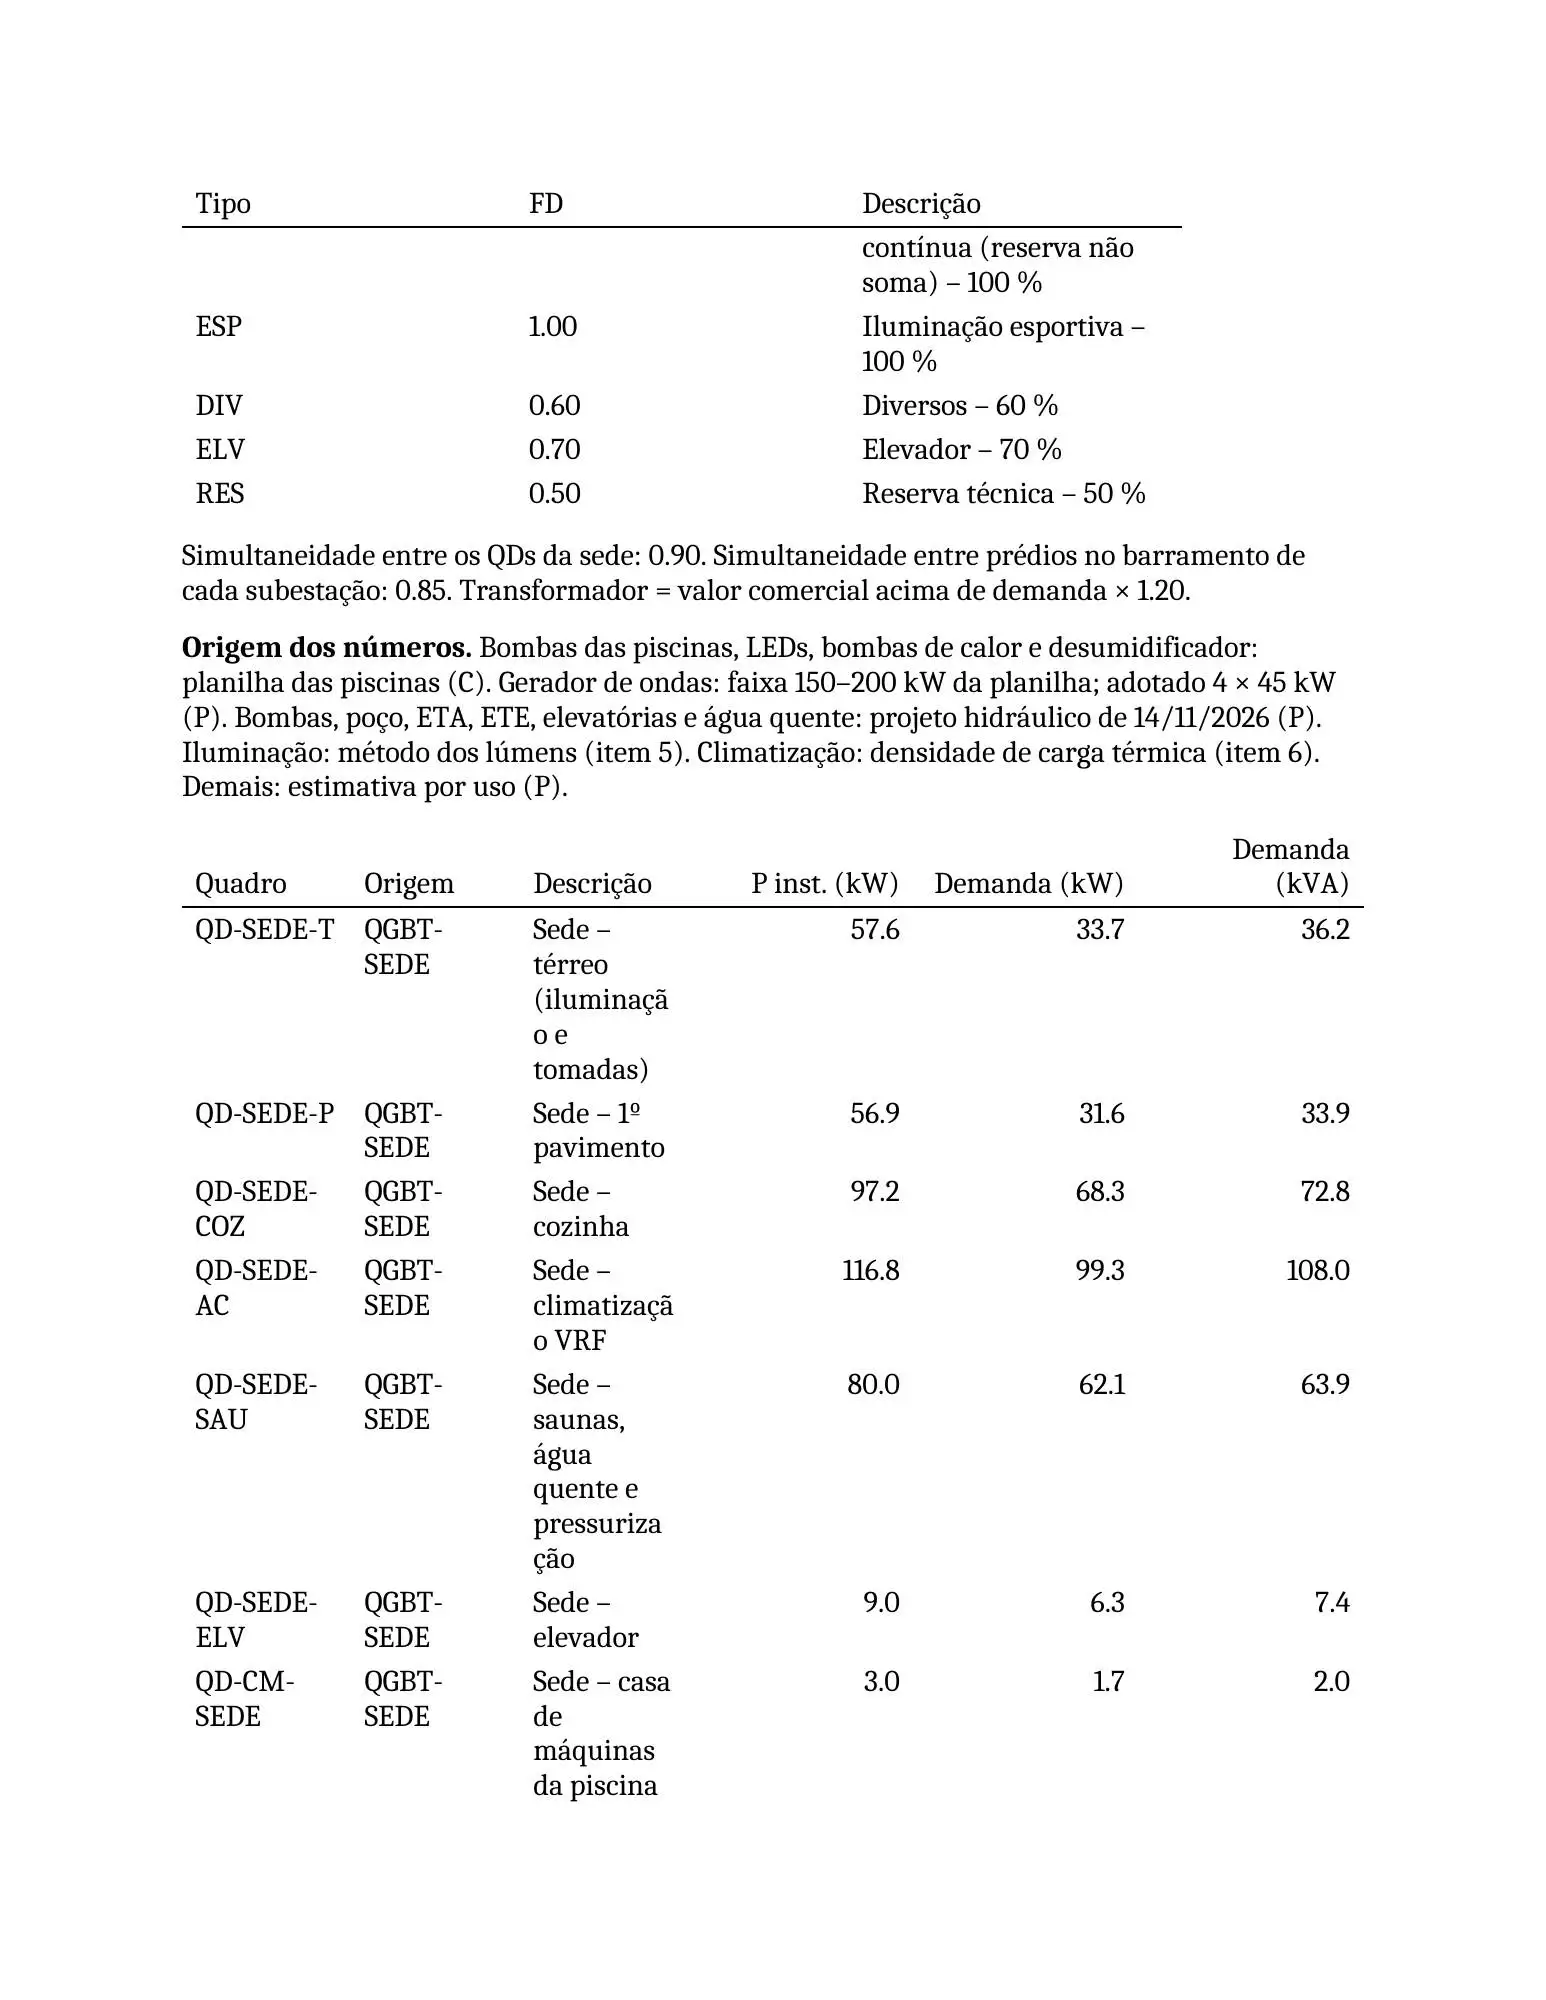 Tipo FD Descrição
contínua (reserva não
soma) – 100 %
ESP 1.00 Iluminação esportiva –
100 %
DIV 0.60 Diversos – 60 %
ELV 0.70 Elevador – 70 %
RES 0.50 Reserva técnica – 50 %
Simultaneidade entre os QDs da sede: 0.90. Simultaneidade entre prédios no barramento de
cada subestação: 0.85. Transformador = valor comercial acima de demanda × 1.20.
Origem dos números. Bombas das piscinas, LEDs, bombas de calor e desumidificador:
planilha das piscinas (C). Gerador de ondas: faixa 150–200 kW da planilha; adotado 4 × 45 kW
(P). Bombas, poço, ETA, ETE, elevatórias e água quente: projeto hidráulico de 14/11/2026 (P).
Iluminação: método dos lúmens (item 5). Climatização: densidade de carga térmica (item 6).
Demais: estimativa por uso (P).
Demanda
Quadro Origem Descrição P inst. (kW) Demanda (kW) (kVA)
QD-SEDE-T QGBT- Sede – 57.6 33.7 36.2
SEDE térreo
(iluminaçã
o e
tomadas)
QD-SEDE-P QGBT- Sede – 1º 56.9 31.6 33.9
SEDE pavimento
QD-SEDE- QGBT- Sede – 97.2 68.3 72.8
COZ SEDE cozinha
QD-SEDE- QGBT- Sede – 116.8 99.3 108.0
AC SEDE climatizaçã
o VRF
QD-SEDE- QGBT- Sede – 80.0 62.1 63.9
SAU SEDE saunas,
água
quente e
pressuriza
ção
QD-SEDE- QGBT- Sede – 9.0 6.3 7.4
ELV SEDE elevador
QD-CM- QGBT- Sede – casa 3.0 1.7 2.0
SEDE SEDE de
máquinas
da piscina